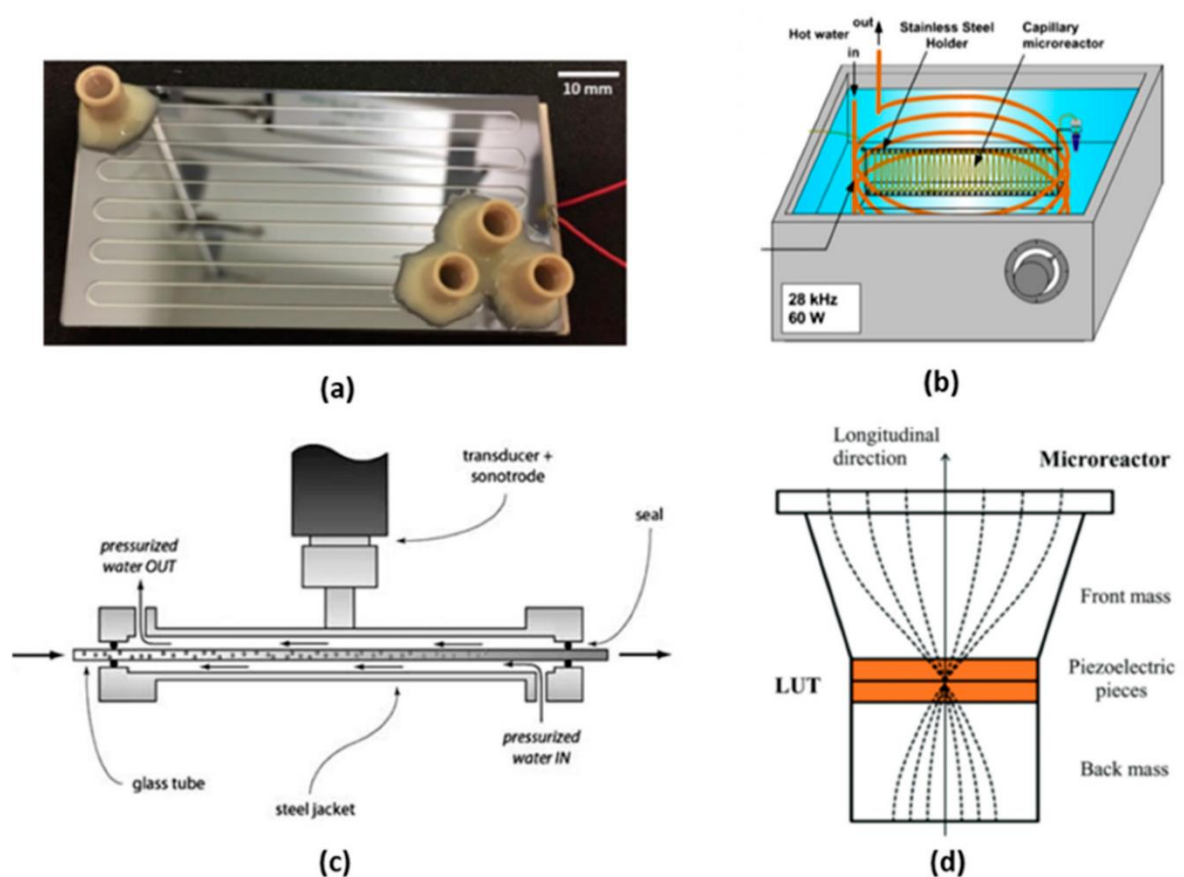 10 mm
(a)
Hot water
out
in
Stainless Steel
Holder
Capillary
microreactor
28 kHz
60 W
(b)
transducer +
sonotrode
seal
pressurized
water OUT
pressurized
water IN
glass tube
steel jacket
(c)
Longitudinal
direction
Microreactor
Front mass
LUT
Piezoelectric
pieces
Back mass
(d)